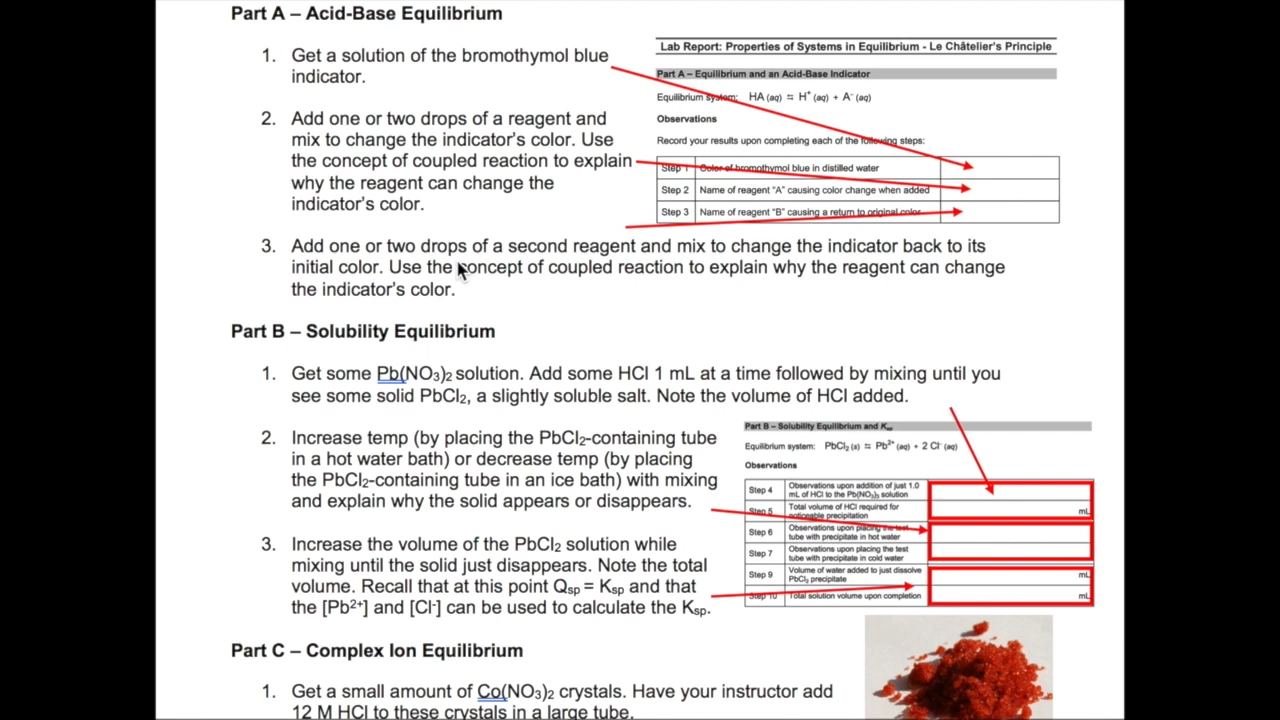 Part A – Acid-Base Equilibrium
1. Get a solution of the bromothymol blue
indicator.
2. Add one or two drops of a reagent and
mix to change the indicator's color. Use
the concept of coupled reaction to explain
why the reagent can change the
indicator's color.
Lab Report: Properties of Systems in Equilibrium - Le Châtelier's Principle
Part A – Equilibrium and an Acid-Base Indicator
Equilibrium system: HA (aq) ⇆ H⁺ (aq) + A⁻ (aq)
Observations
Record your results upon completing each of the following steps:
Step 1 Color of bromothymol blue in distilled water
Step 2 Name of reagent "A" causing color change when added
Step 3 Name of reagent "B" causing a return to original color
3. Add one or two drops of a second reagent and mix to change the indicator back to its
initial color. Use the concept of coupled reaction to explain why the reagent can change
the indicator's color.
Part B – Solubility Equilibrium
1. Get some Pb(NO₃)₂ solution. Add some HCl 1 mL at a time followed by mixing until you
see some solid PbCl₂, a slightly soluble salt. Note the volume of HCl added.
2. Increase temp (by placing the PbCl₂-containing tube
in a hot water bath) or decrease temp (by placing
the PbCl₂-containing tube in an ice bath) with mixing
and explain why the solid appears or disappears.
3. Increase the volume of the PbCl₂ solution while
mixing until the solid just disappears. Note the total
volume. Recall that at this point Qsp = Ksp and that
the [Pb²⁺] and [Cl⁻] can be used to calculate the Ksp.
Part B – Solubility Equilibrium and Ksp
Equilibrium system: PbCl₂ (s) ⇆ Pb²⁺ (aq) + 2 Cl⁻ (aq)
Observations
Step 4 Observations upon addition of just 1.0
mL of HCl to the Pb(NO₃)₂ solution
Step 5 Total volume of HCl required for
noticeable precipitation mL
Step 6 Observations upon placing the test
tube with precipitate in hot water
Step 7 Observations upon placing the test
tube with precipitate in cold water
Step 9 Volume of water added to just dissolve
PbCl₂ precipitate mL
Step 10 Total solution volume upon completion mL
Part C – Complex Ion Equilibrium
1. Get a small amount of Co(NO₃)₂ crystals. Have your instructor add
12 M HCl to these crystals in a large tube.